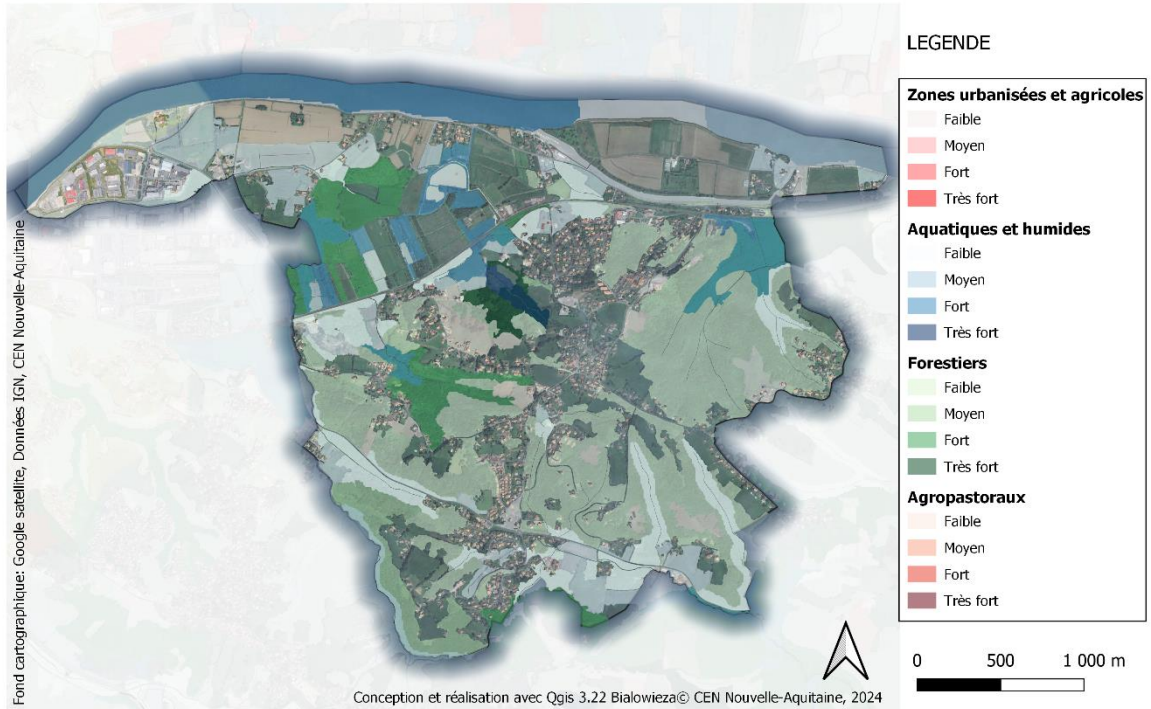 LEGENDE
Zones urbanisées et agricoles
Faible
Moyen
Fort
Très fort
Aquatiques et humides
Faible
Moyen
Fort
Très fort
Forestiers
Faible
Moyen
Fort
Très fort
Agropastoraux
Faible
Moyen
Fort
Très fort
0 500 1 000 m
Fond cartographique: Google satellite, Données IGN, CEN Nouvelle-Aquitaine
Conception et réalisation avec Qgis 3.22 Bialowieza© CEN Nouvelle-Aquitaine, 2024